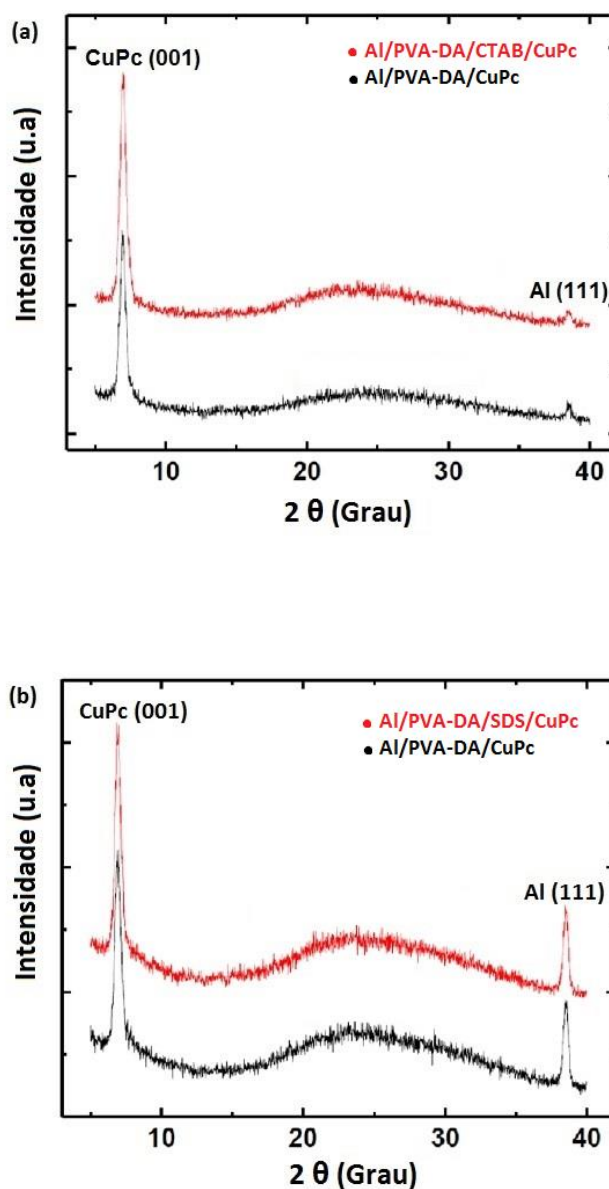 (a)
CuPc (001)
Al/PVA-DA/CTAB/CuPc
Al/PVA-DA/CuPc
Intensidade (u.a)
Al (111)
10 20 30 40
2 θ (Grau)
(b)
CuPc (001)
Al/PVA-DA/SDS/CuPc
Al/PVA-DA/CuPc
Intensidade (u.a)
Al (111)
10 20 30 40
2 θ (Grau)